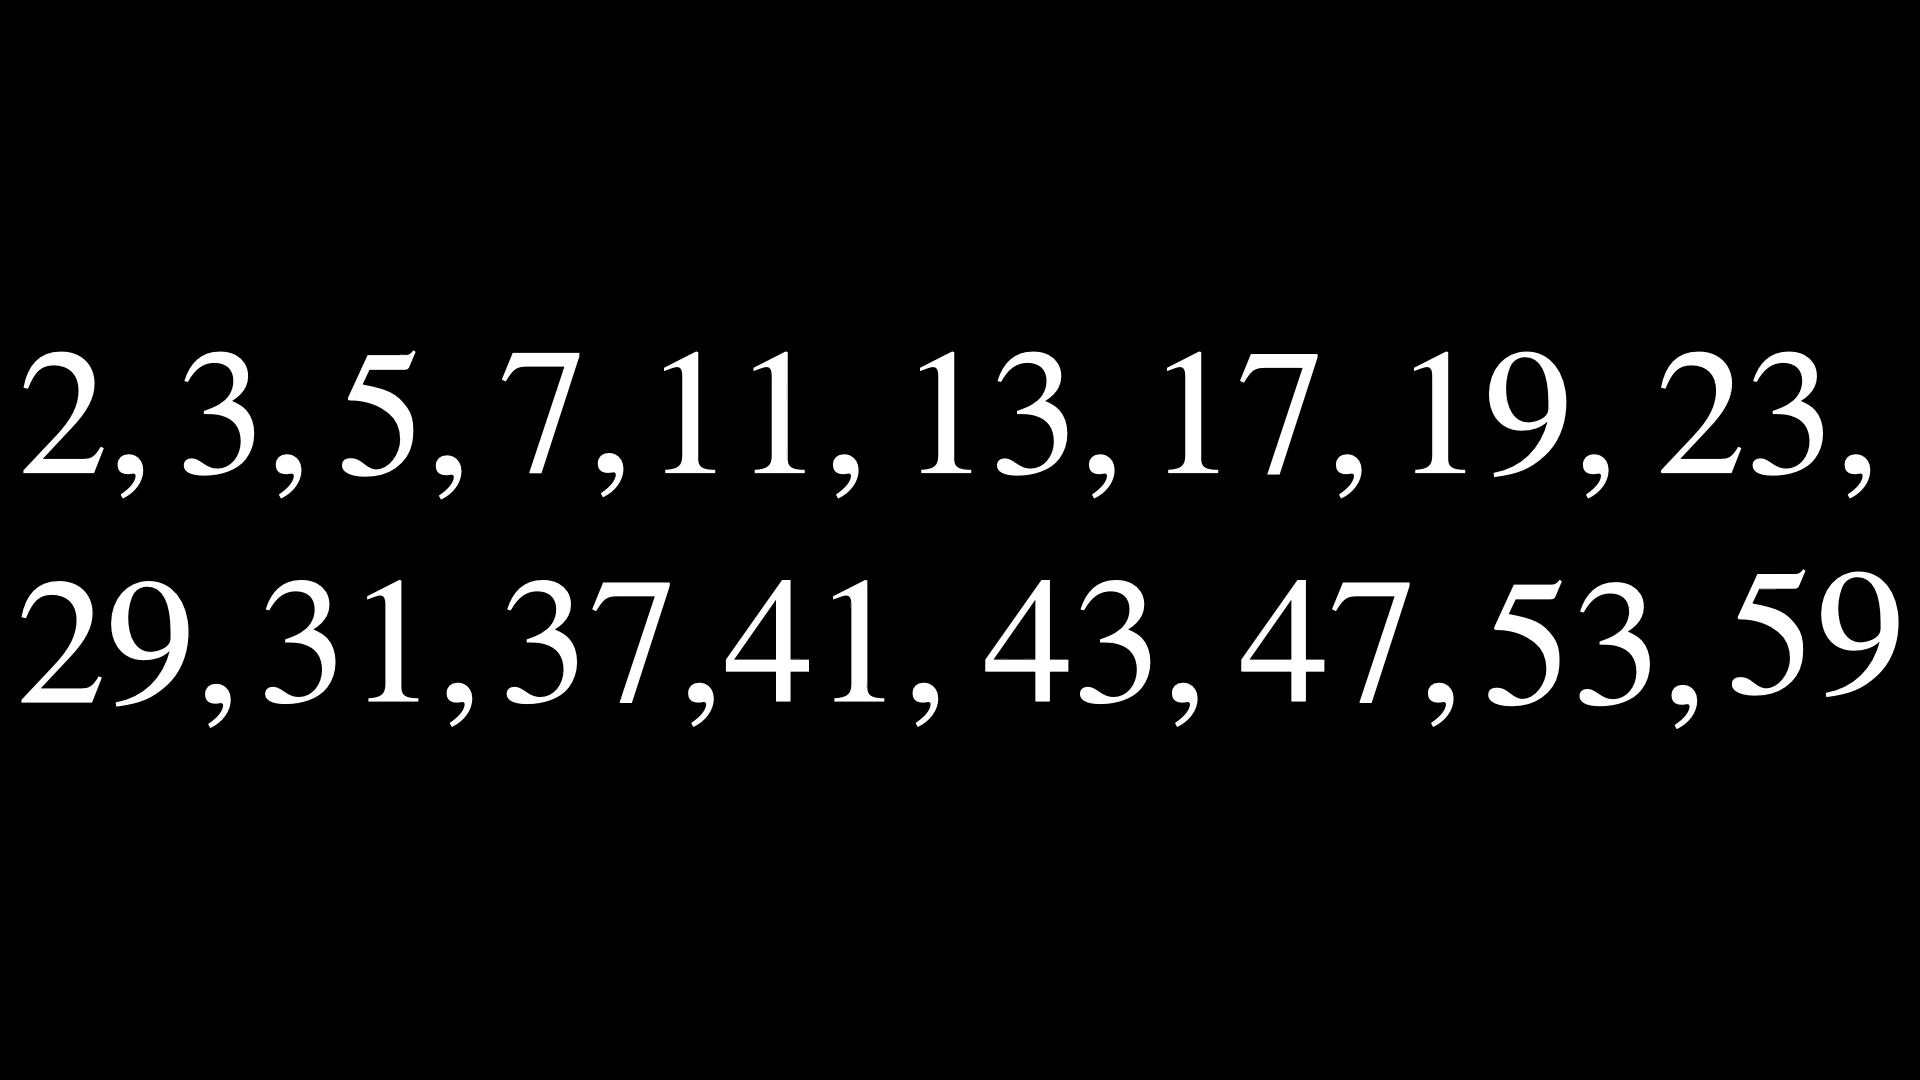 2, 3, 5, 7, 11, 13, 17, 19, 23,
29, 31, 37, 41, 43, 47, 53, 59